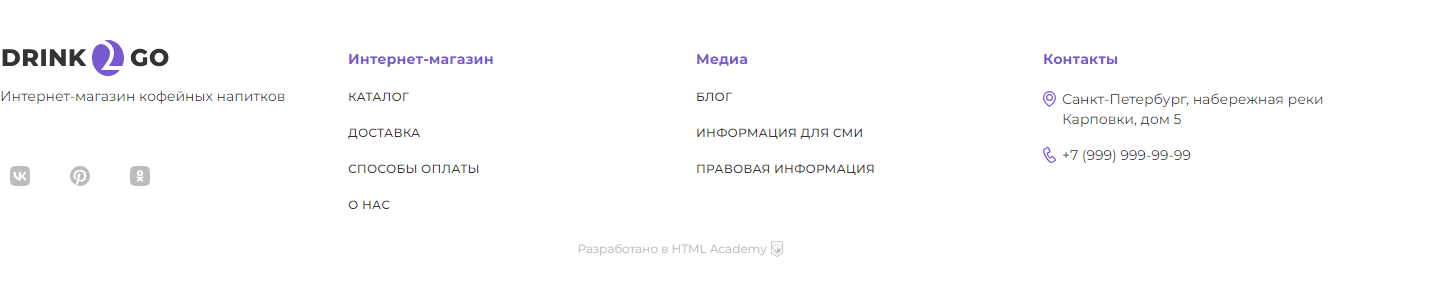 DRINK 2 GO
Интернет-магазин кофейных напитков
Интернет-магазин
КАТАЛОГ
ДОСТАВКА
СПОСОБЫ ОПЛАТЫ
О НАС
Медиа
БЛОГ
ИНФОРМАЦИЯ ДЛЯ СМИ
ПРАВОВАЯ ИНФОРМАЦИЯ
Контакты
Санкт-Петербург, набережная реки
Карповки, дом 5
+7 (999) 999-99-99
Разработано в HTML Academy